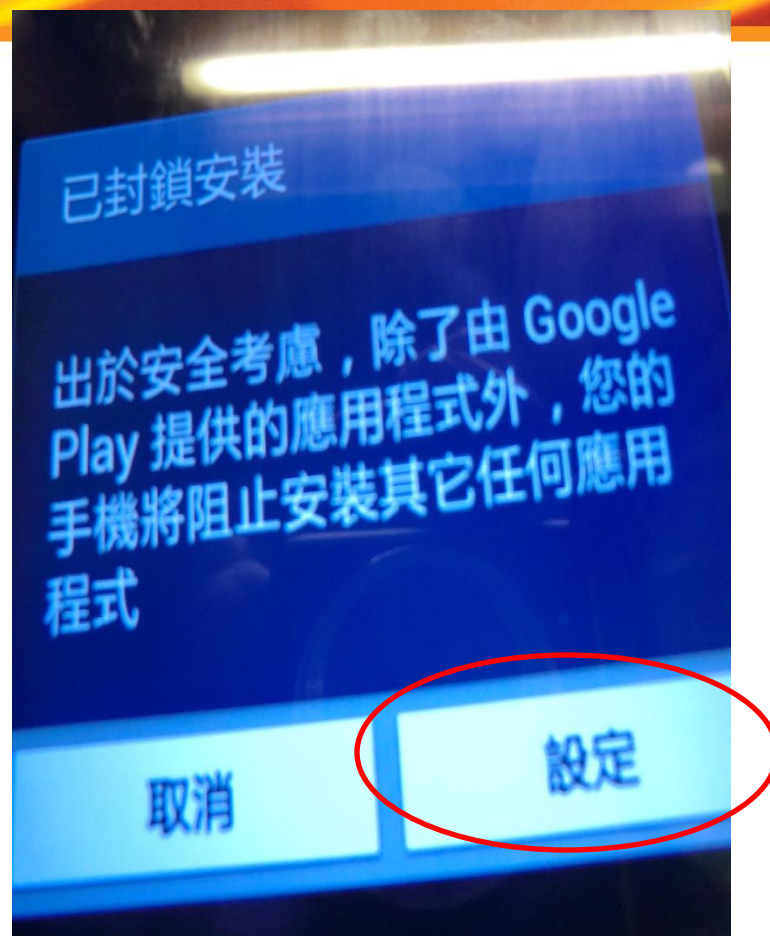 已封鎖安裝
出於安全考慮，除了由 Google
Play 提供的應用程式外，您的
手機將阻止安裝其它任何應用
程式
取消
設定